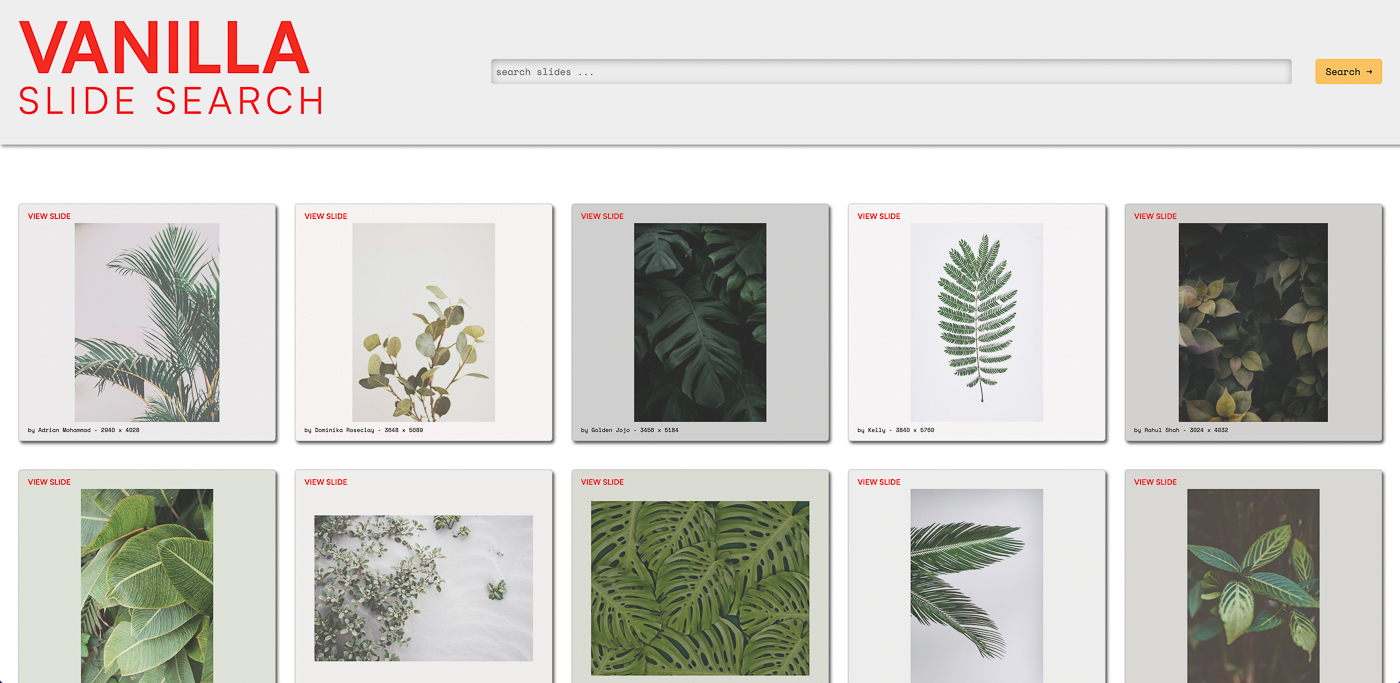 VANILLA
SLIDE SEARCH
search slides ...
Search →
VIEW SLIDE
by Adrian Mohammad - 2940 x 4028
VIEW SLIDE
by Dominika Roseclay - 3648 x 5089
VIEW SLIDE
by Golden Jojo - 3456 x 5184
VIEW SLIDE
by Kelly - 3840 x 5760
VIEW SLIDE
by Rahul Shah - 3024 x 4032
VIEW SLIDE
VIEW SLIDE
VIEW SLIDE
VIEW SLIDE
VIEW SLIDE